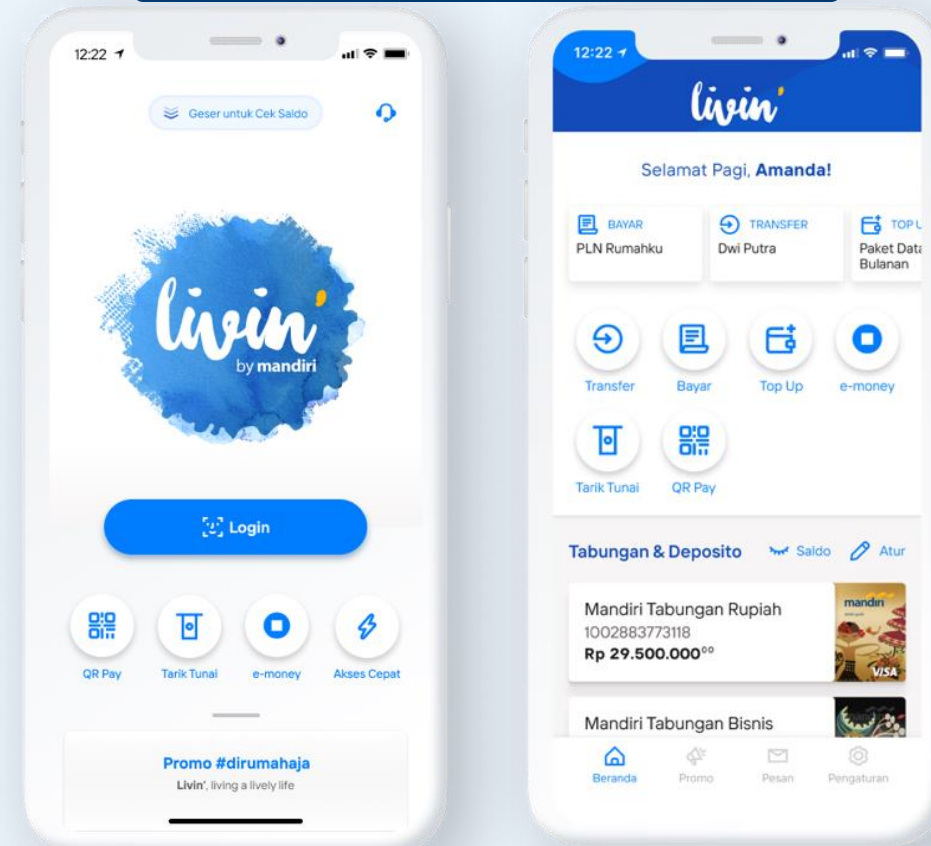 12:22
Geser untuk Cek Saldo
livin'
by mandiri
Login
QR Pay
Tarik Tunai
e-money
Akses Cepat
Promo #dirumahaja
Livin', living a lively life
12:22
livin'
Selamat Pagi, Amanda!
BAYAR
PLN Rumahku
TRANSFER
Dwi Putra
TOP U
Paket Data
Bulanan
Transfer
Bayar
Top Up
e-money
Tarik Tunai
QR Pay
Tabungan & Deposito
Saldo
Atur
Mandiri Tabungan Rupiah
1002883773118
Rp 29.500.000⁰⁰
mandiri
VISA
Mandiri Tabungan Bisnis
Beranda
Promo
Pesan
Pengaturan